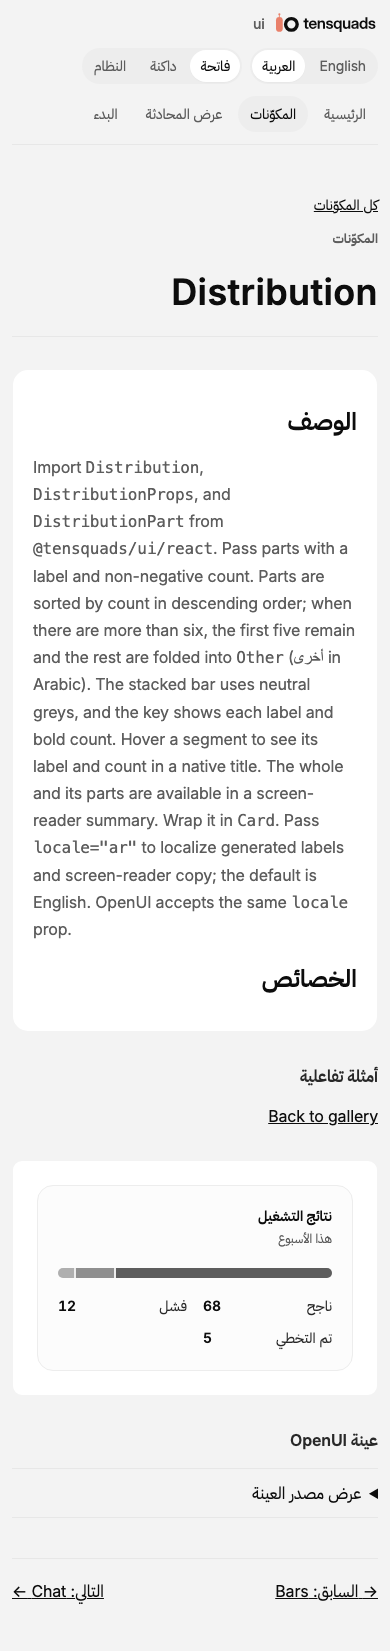 tensquads ui
English العربية فاتحة داكنة النظام
الرئيسية المكوّنات عرض المحادثة البدء
كل المكوّنات
المكوّنات
Distribution
الوصف
Import Distribution,
DistributionProps, and
DistributionPart from
@tensquads/ui/react. Pass parts with a
label and non-negative count. Parts are
sorted by count in descending order; when
there are more than six, the first five remain
and the rest are folded into Other (أخرى in
Arabic). The stacked bar uses neutral
greys, and the key shows each label and
bold count. Hover a segment to see its
label and count in a native title. The whole
and its parts are available in a screen-
reader summary. Wrap it in Card. Pass
locale="ar" to localize generated labels
and screen-reader copy; the default is
English. OpenUI accepts the same locale
prop.
الخصائص
أمثلة تفاعلية
Back to gallery
نتائج التشغيل
هذا الأسبوع
ناجح 68 فشل 12
تم التخطي 5
عينة OpenUI
عرض مصدر العينة
→ السابق: Bars التالي: Chat ←